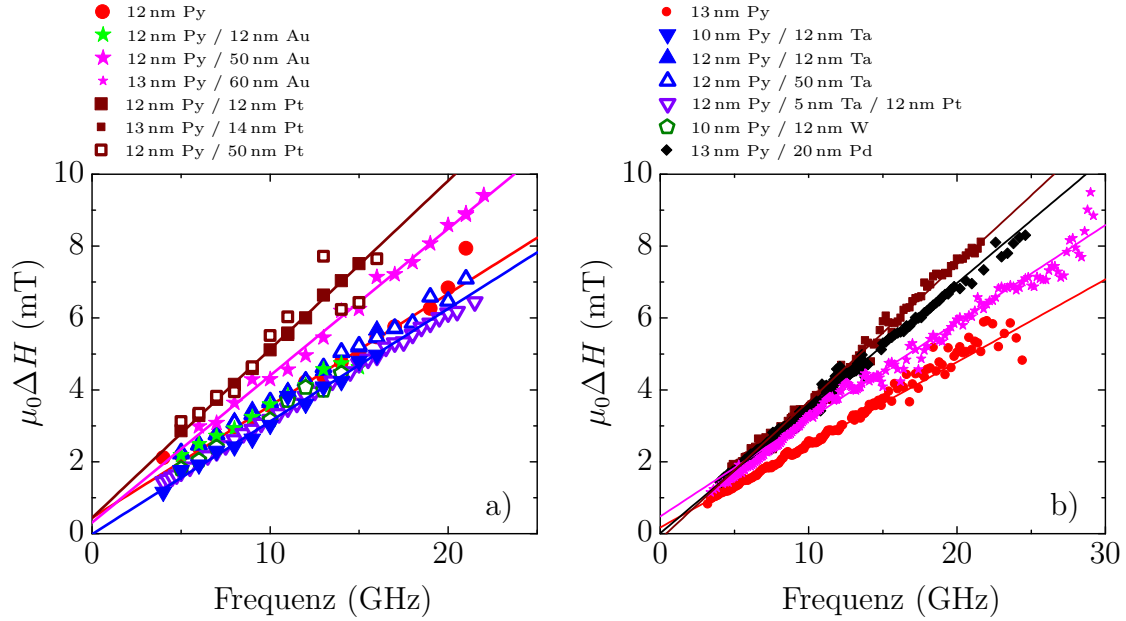 12 nm Py
12 nm Py / 12 nm Au
12 nm Py / 50 nm Au
13 nm Py / 60 nm Au
12 nm Py / 12 nm Pt
13 nm Py / 14 nm Pt
12 nm Py / 50 nm Pt
10
8
6
4
2
0
μ₀ΔH (mT)
a)
0 10 20
Frequenz (GHz)
13 nm Py
10 nm Py / 12 nm Ta
12 nm Py / 12 nm Ta
12 nm Py / 50 nm Ta
12 nm Py / 5 nm Ta / 12 nm Pt
10 nm Py / 12 nm W
13 nm Py / 20 nm Pd
10
8
6
4
2
0
μ₀ΔH (mT)
b)
0 10 20 30
Frequenz (GHz)